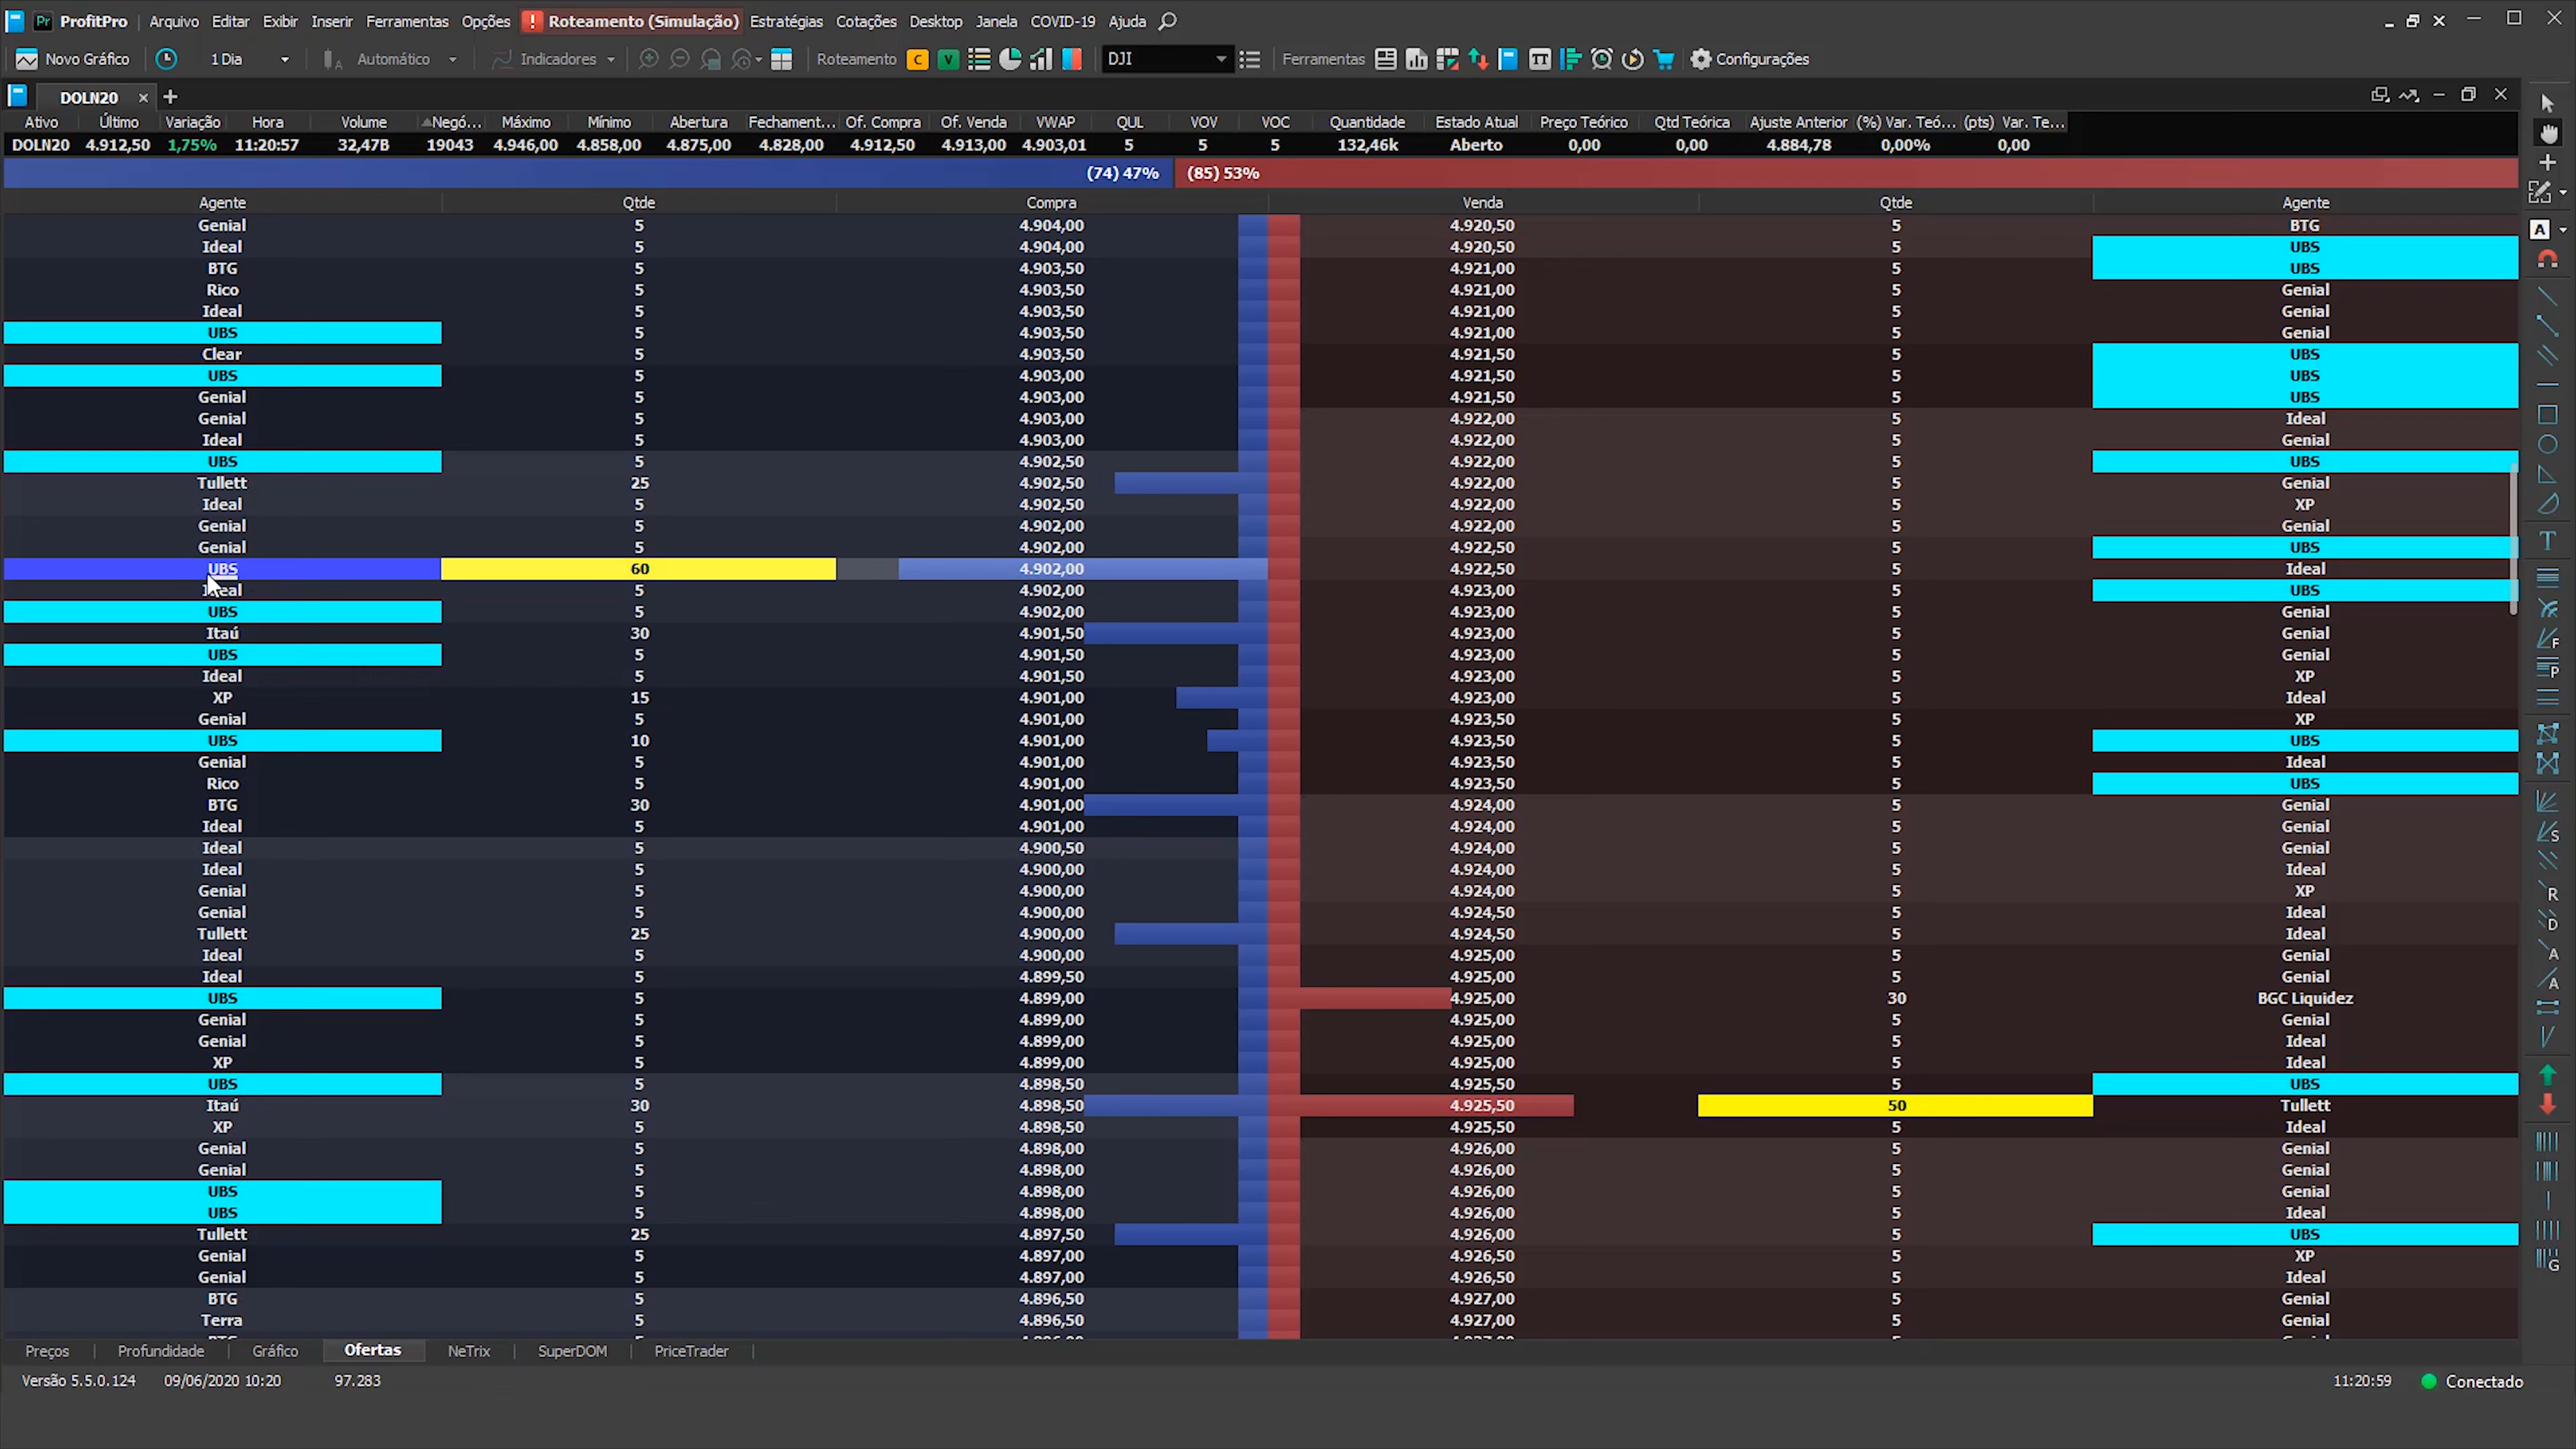 Pr ProfitPro Arquivo Editar Exibir Inserir Ferramentas Opções Roteamento (Simulação) Estratégias Cotações Desktop Janela COVID-19 Ajuda
Novo Gráfico 1 Dia Automático Indicadores Roteamento C V DJI Ferramentas Configurações
DOLN20
Ativo Último Variação Hora Volume Negó... Máximo Mínimo Abertura Fechament... Of. Compra Of. Venda VWAP QUL VOV VOC Quantidade Estado Atual Preço Teórico Qtd Teórica Ajuste Anterior (%) Var. Teó... (pts) Var. Te...
DOLN20 4.912,50 1,75% 11:20:57 32,47B 19043 4.946,00 4.858,00 4.875,00 4.828,00 4.912,50 4.913,00 4.903,01 5 5 5 132,46k Aberto 0,00 0,00 4.884,78 0,00% 0,00
(74) 47% (85) 53%
Agente Qtde Compra Venda Qtde Agente
Genial 5 4.904,00 4.920,50 5 BTG
Ideal 5 4.904,00 4.920,50 5 UBS
BTG 5 4.903,50 4.921,00 5 UBS
Rico 5 4.903,50 4.921,00 5 Genial
Ideal 5 4.903,50 4.921,00 5 Genial
UBS 5 4.903,50 4.921,00 5 Genial
Clear 5 4.903,50 4.921,50 5 UBS
UBS 5 4.903,00 4.921,50 5 UBS
Genial 5 4.903,00 4.921,50 5 UBS
Genial 5 4.903,00 4.922,00 5 Ideal
Ideal 5 4.903,00 4.922,00 5 Genial
UBS 5 4.902,50 4.922,00 5 UBS
Tullett 25 4.902,50 4.922,00 5 Genial
Ideal 5 4.902,50 4.922,00 5 XP
Genial 5 4.902,00 4.922,00 5 Genial
Genial 5 4.902,00 4.922,50 5 UBS
UBS 60 4.902,00 4.922,50 5 Ideal
Ideal 5 4.902,00 4.923,00 5 UBS
UBS 5 4.902,00 4.923,00 5 Genial
Itaú 30 4.901,50 4.923,00 5 Genial
UBS 5 4.901,50 4.923,00 5 Genial
Ideal 5 4.901,50 4.923,00 5 XP
XP 15 4.901,00 4.923,00 5 Ideal
Genial 5 4.901,00 4.923,50 5 XP
UBS 10 4.901,00 4.923,50 5 UBS
Genial 5 4.901,00 4.923,50 5 Ideal
Rico 5 4.901,00 4.923,50 5 UBS
BTG 30 4.901,00 4.924,00 5 Genial
Ideal 5 4.901,00 4.924,00 5 Genial
Ideal 5 4.900,50 4.924,00 5 Genial
Ideal 5 4.900,00 4.924,00 5 Ideal
Genial 5 4.900,00 4.924,00 5 XP
Genial 5 4.900,00 4.924,50 5 Ideal
Tullett 25 4.900,00 4.924,50 5 Ideal
Ideal 5 4.900,00 4.925,00 5 Genial
Ideal 5 4.899,50 4.925,00 5 Genial
UBS 5 4.899,00 4.925,00 30 BGC Liquidez
Genial 5 4.899,00 4.925,00 5 Genial
Genial 5 4.899,00 4.925,00 5 Ideal
XP 5 4.899,00 4.925,00 5 Ideal
UBS 5 4.898,50 4.925,50 5 UBS
Itaú 30 4.898,50 4.925,50 50 Tullett
XP 5 4.898,50 4.925,50 5 Ideal
Genial 5 4.898,00 4.926,00 5 Genial
Genial 5 4.898,00 4.926,00 5 Genial
UBS 5 4.898,00 4.926,00 5 Genial
UBS 5 4.898,00 4.926,00 5 Ideal
Tullett 25 4.897,50 4.926,00 5 UBS
Genial 5 4.897,00 4.926,50 5 XP
Genial 5 4.897,00 4.926,50 5 Ideal
BTG 5 4.896,50 4.927,00 5 Genial
Terra 5 4.896,50 4.927,00 5 Genial
Preços Profundidade Gráfico Ofertas NeTrix SuperDOM PriceTrader
Versão 5.5.0.124 09/06/2020 10:20 97.283 11:20:59 Conectado